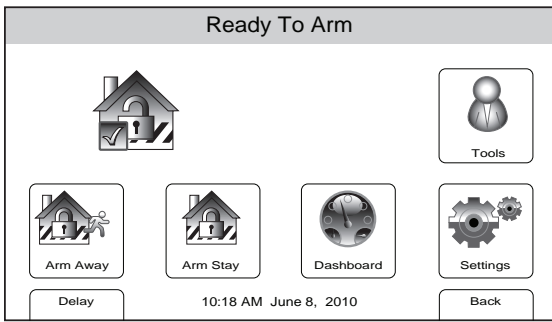 Ready To Arm
Tools
Arm Away
Arm Stay
Dashboard
Settings
Delay
10:18 AM June 8, 2010
Back